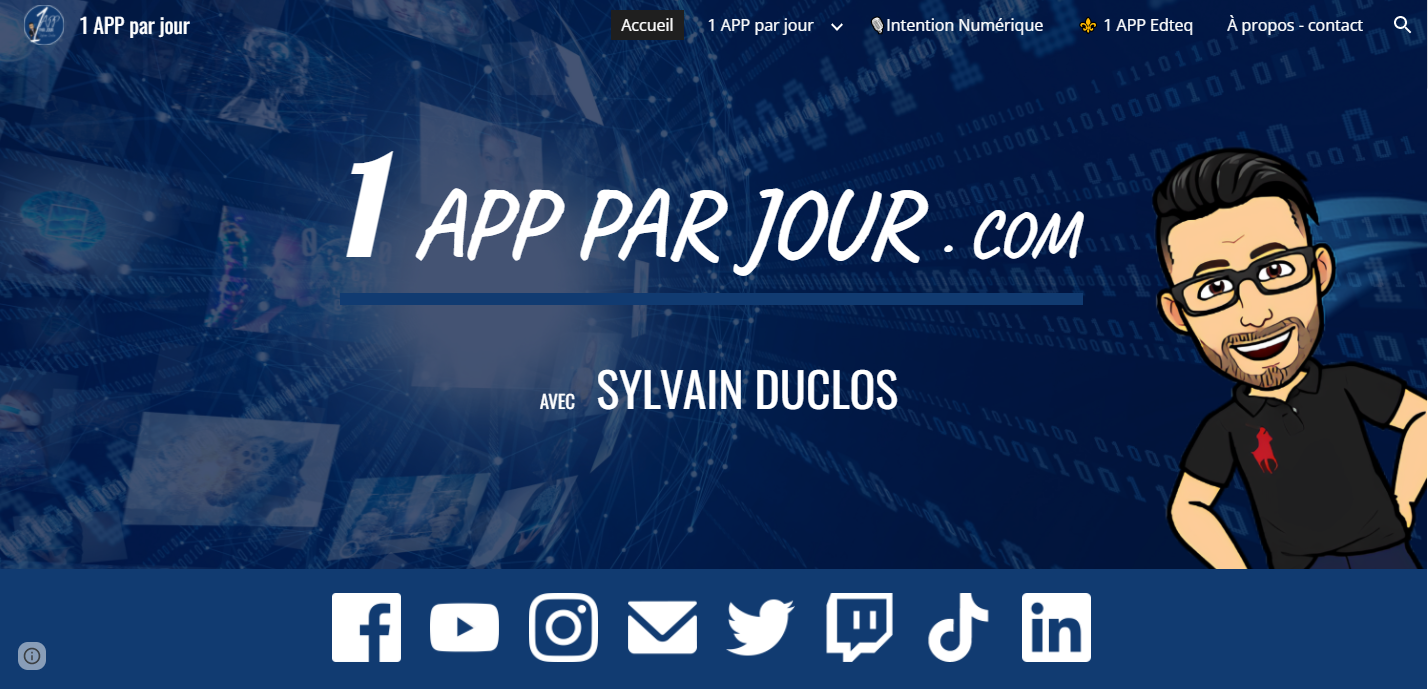 1 APP par jour
Accueil
1 APP par jour
🎙️Intention Numérique
⚜️ 1 APP Edteq
À propos - contact
1 APP PAR JOUR . COM
AVEC SYLVAIN DUCLOS